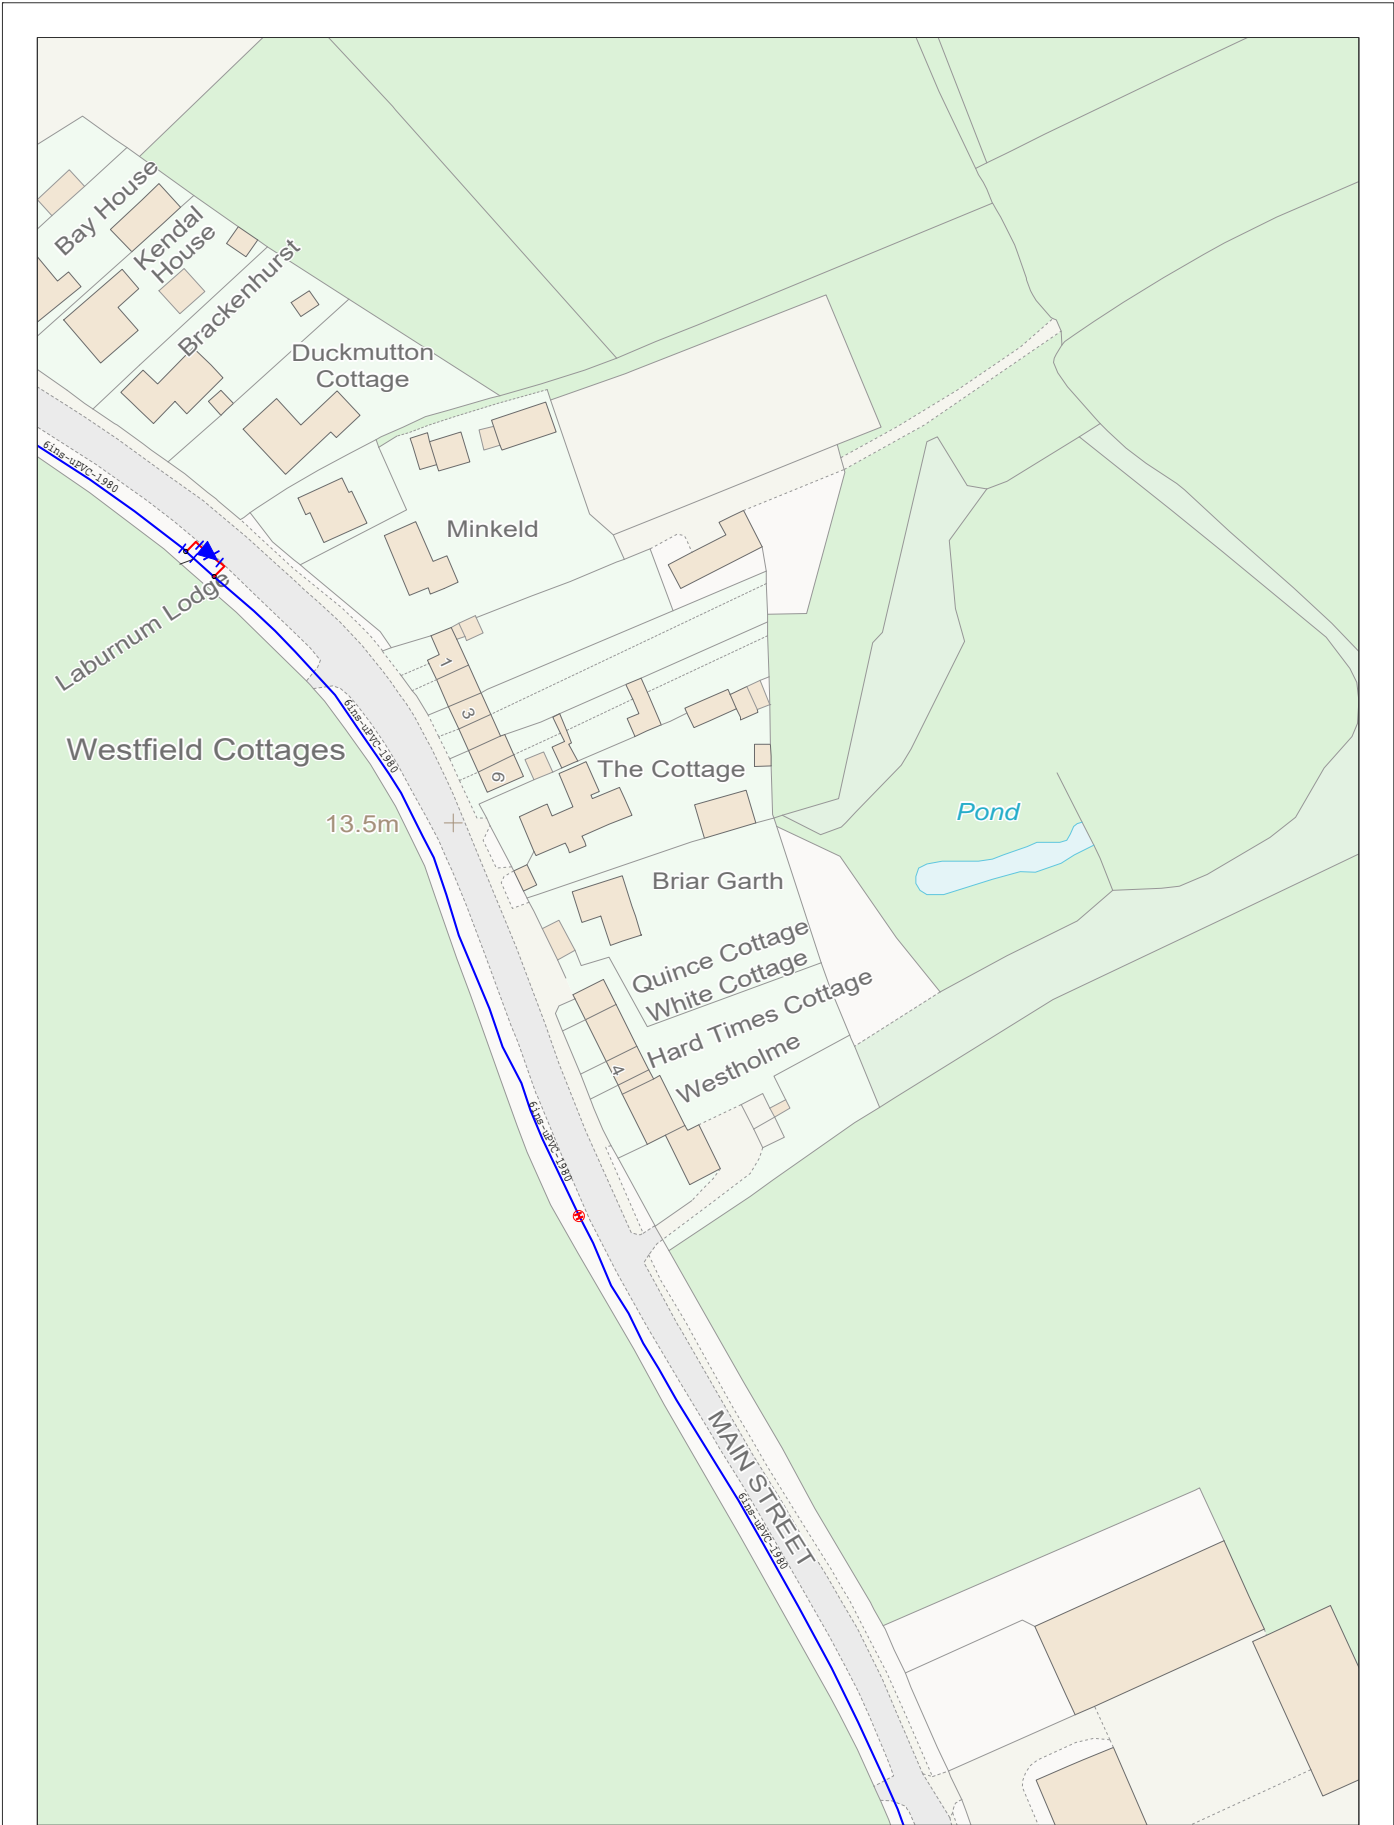 Bay House
Kendal
House
Brackenhurst
Duckmutton
Cottage
6ins-uPVC-1980
Minkeld
Laburnum Lodge
1
3
6
6ins-uPVC-1980
Westfield Cottages
The Cottage
13.5m
Pond
Briar Garth
Quince Cottage
White Cottage
Hard Times Cottage
4
Westholme
6ins-uPVC-1980
MAIN STREET
6ins-uPVC-1980